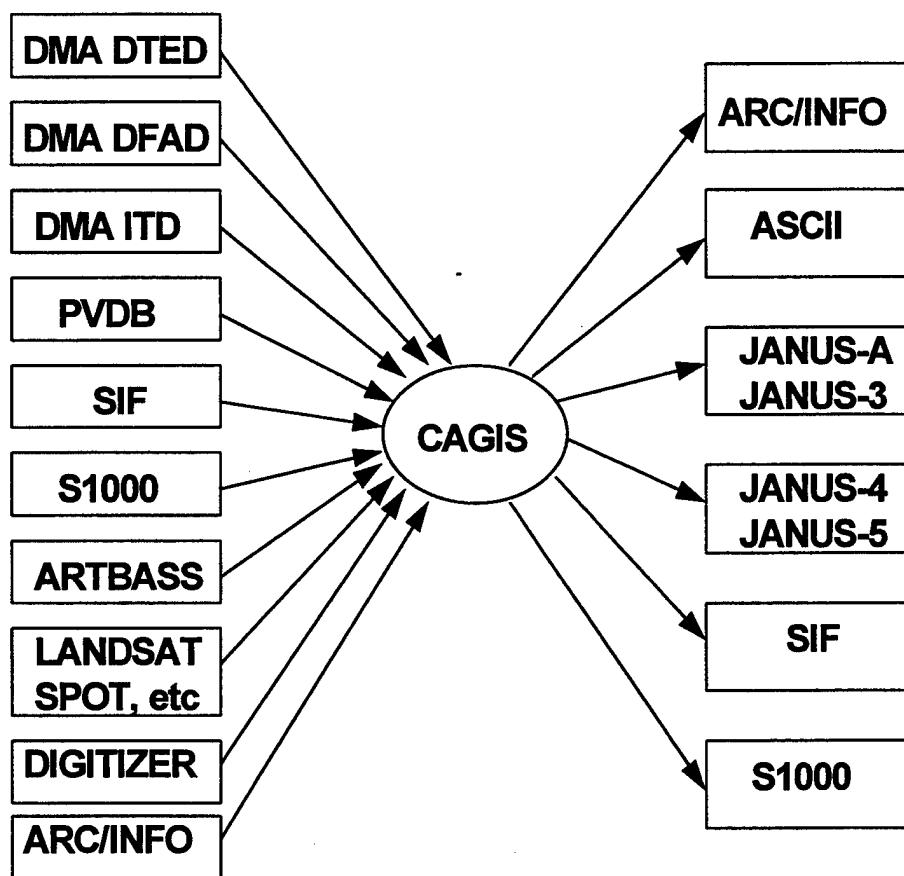 DMA DTED
DMA DFAD
DMA ITD
PVDB
SIF
S1000
ARTBASS
LANDSAT
SPOT, etc
DIGITIZER
ARC/INFO
CAGIS
ARC/INFO
ASCII
JANUS-A
JANUS-3
JANUS-4
JANUS-5
SIF
S1000